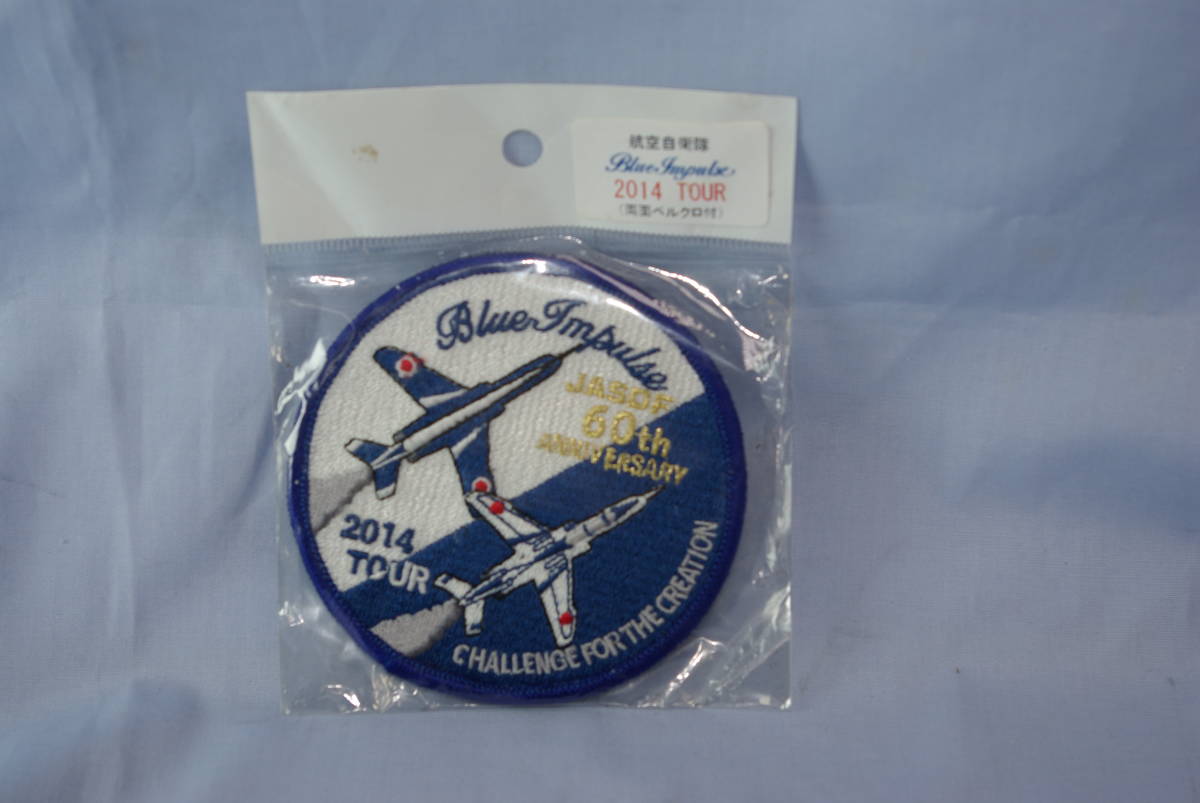 航空自衛隊
Blue Impulse
2014 TOUR
(両面ベルクロ付)
Blue Impulse
JASDF
60th
ANNIVERSARY
2014
TOUR
CHALLENGE FOR THE CREATION